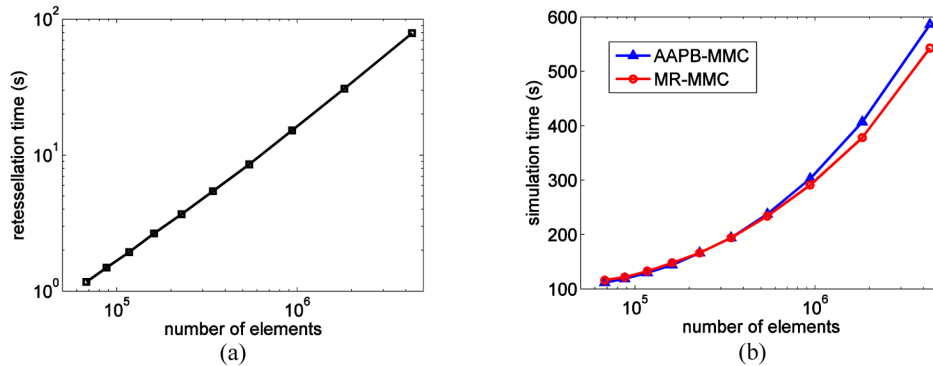 retessellation time (s)
10^2
10^1
10^0
10^5
10^6
number of elements
(a)
simulation time (s)
600
500
400
300
200
100
AAPB-MMC
MR-MMC
10^5
10^6
number of elements
(b)